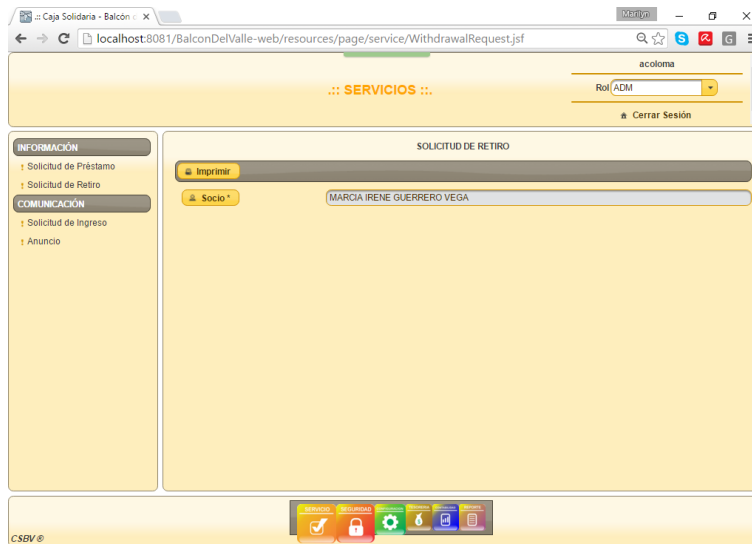 .:: Caja Solidaria - Balcón
Marilyn
localhost:8081/BalconDelValle-web/resources/page/service/WithdrawalRequest.jsf
.:: SERVICIOS ::.
acoloma
Rol ADM
Cerrar Sesión
INFORMACIÓN
Solicitud de Préstamo
Solicitud de Retiro
COMUNICACIÓN
Solicitud de Ingreso
Anuncio
SOLICITUD DE RETIRO
Imprimir
Socio *
MARCIA IRENE GUERRERO VEGA
SERVICIO
SEGURIDAD
CSBV ®